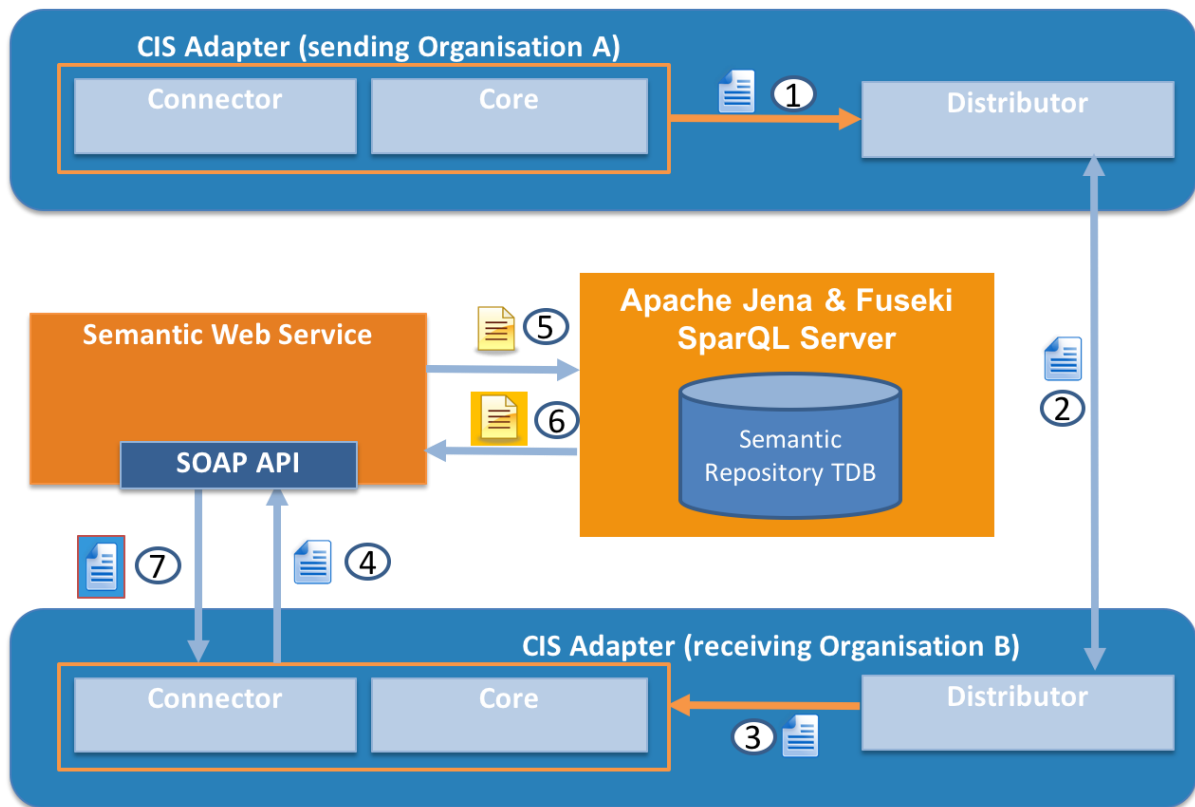 CIS Adapter (sending Organisation A)
Connector
Core
1
Distributor
Apache Jena & Fuseki
SparQL Server
Semantic Web Service
5
6
2
Semantic
Repository TDB
SOAP API
7
4
CIS Adapter (receiving Organisation B)
Connector
Core
Distributor
3